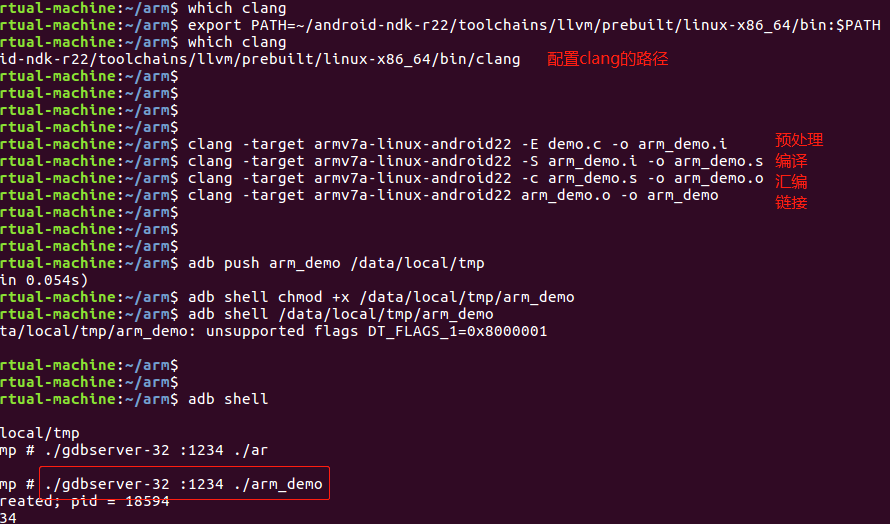 rtual-machine:~/arm$ which clang
rtual-machine:~/arm$ export PATH=~/android-ndk-r22/toolchains/llvm/prebuilt/linux-x86_64/bin:$PATH
rtual-machine:~/arm$ which clang
id-ndk-r22/toolchains/llvm/prebuilt/linux-x86_64/bin/clang 配置clang的路径
rtual-machine:~/arm$
rtual-machine:~/arm$
rtual-machine:~/arm$
rtual-machine:~/arm$
rtual-machine:~/arm$ clang -target armv7a-linux-android22 -E demo.c -o arm_demo.i 预处理
rtual-machine:~/arm$ clang -target armv7a-linux-android22 -S arm_demo.i -o arm_demo.s 编译
rtual-machine:~/arm$ clang -target armv7a-linux-android22 -c arm_demo.s -o arm_demo.o 汇编
rtual-machine:~/arm$ clang -target armv7a-linux-android22 arm_demo.o -o arm_demo 链接
rtual-machine:~/arm$
rtual-machine:~/arm$
rtual-machine:~/arm$
rtual-machine:~/arm$ adb push arm_demo /data/local/tmp
in 0.054s)
rtual-machine:~/arm$ adb shell chmod +x /data/local/tmp/arm_demo
rtual-machine:~/arm$ adb shell /data/local/tmp/arm_demo
ta/local/tmp/arm_demo: unsupported flags DT_FLAGS_1=0x8000001
rtual-machine:~/arm$
rtual-machine:~/arm$
rtual-machine:~/arm$ adb shell
local/tmp
mp # ./gdbserver-32 :1234 ./ar
mp # ./gdbserver-32 :1234 ./arm_demo
reated; pid = 18594
34